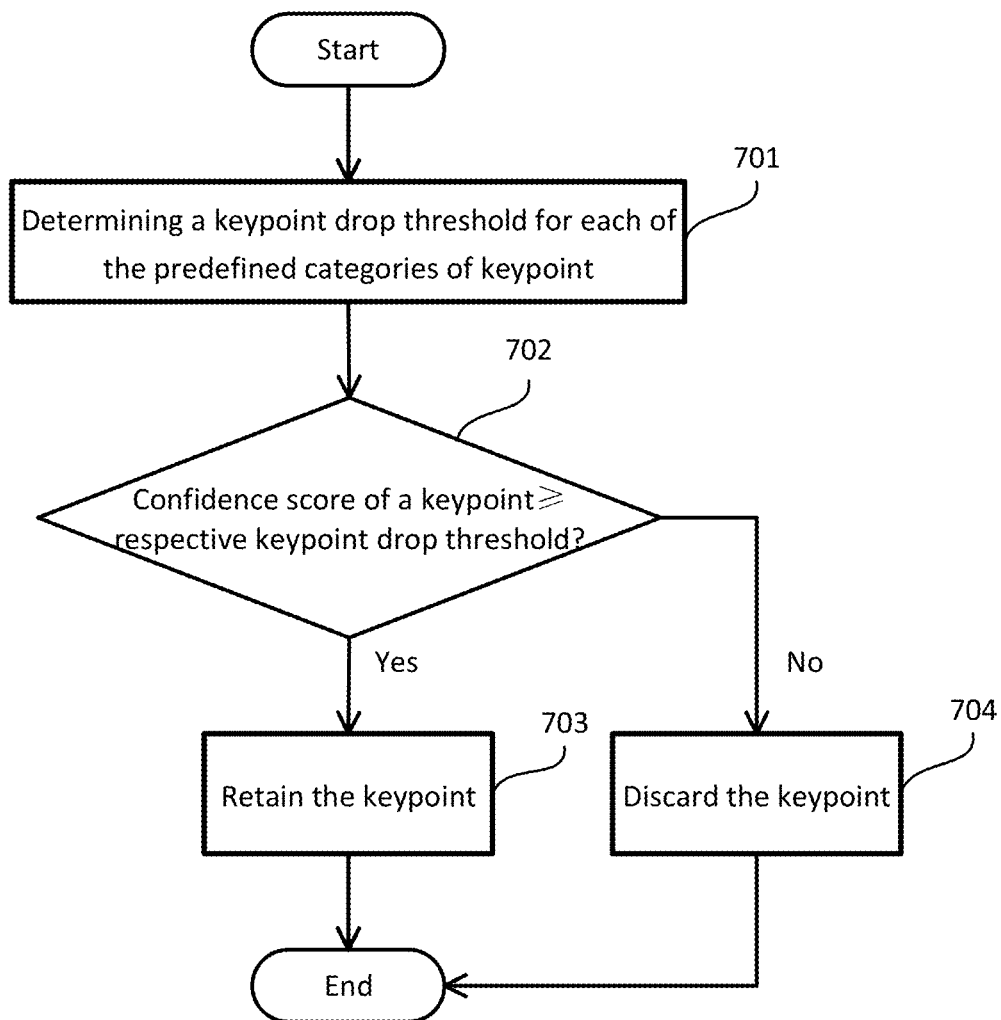 Start
701
Determining a keypoint drop threshold for each of
the predefined categories of keypoint
702
Confidence score of a keypoint⩾
respective keypoint drop threshold?
Yes
No
703
704
Retain the keypoint
Discard the keypoint
End